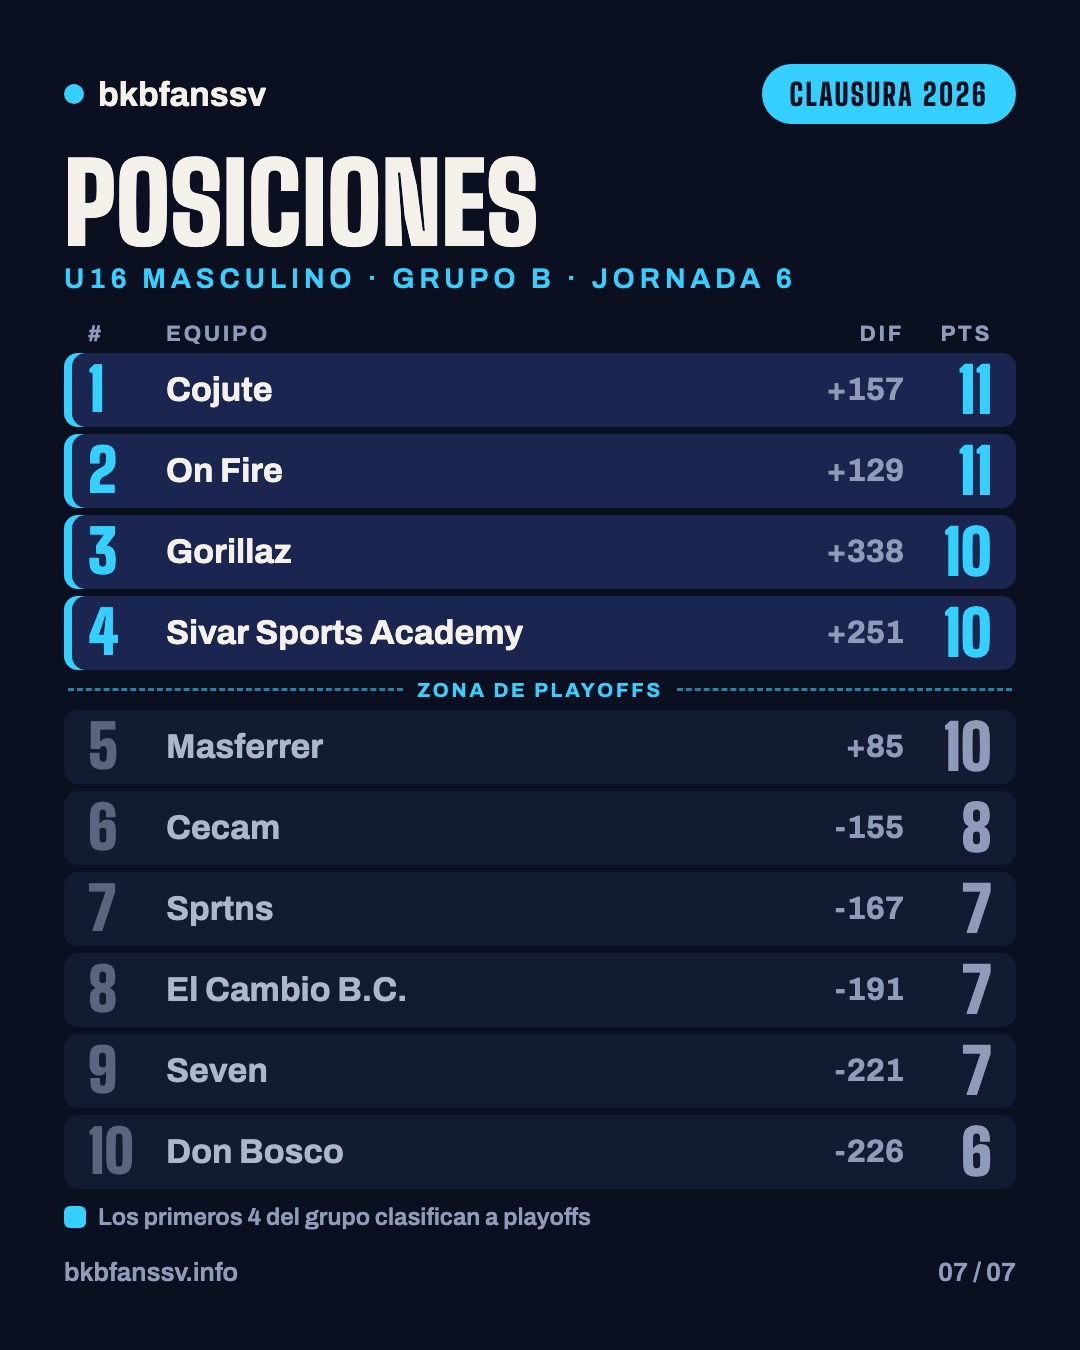 bkbfanssv
CLAUSURA 2026
POSICIONES
U16 MASCULINO · GRUPO B · JORNADA 6
# EQUIPO DIF PTS
1 Cojute +157 11
2 On Fire +129 11
3 Gorillaz +338 10
4 Sivar Sports Academy +251 10
ZONA DE PLAYOFFS
5 Masferrer +85 10
6 Cecam -155 8
7 Sprtns -167 7
8 El Cambio B.C. -191 7
9 Seven -221 7
10 Don Bosco -226 6
Los primeros 4 del grupo clasifican a playoffs
bkbfanssv.info 07 / 07